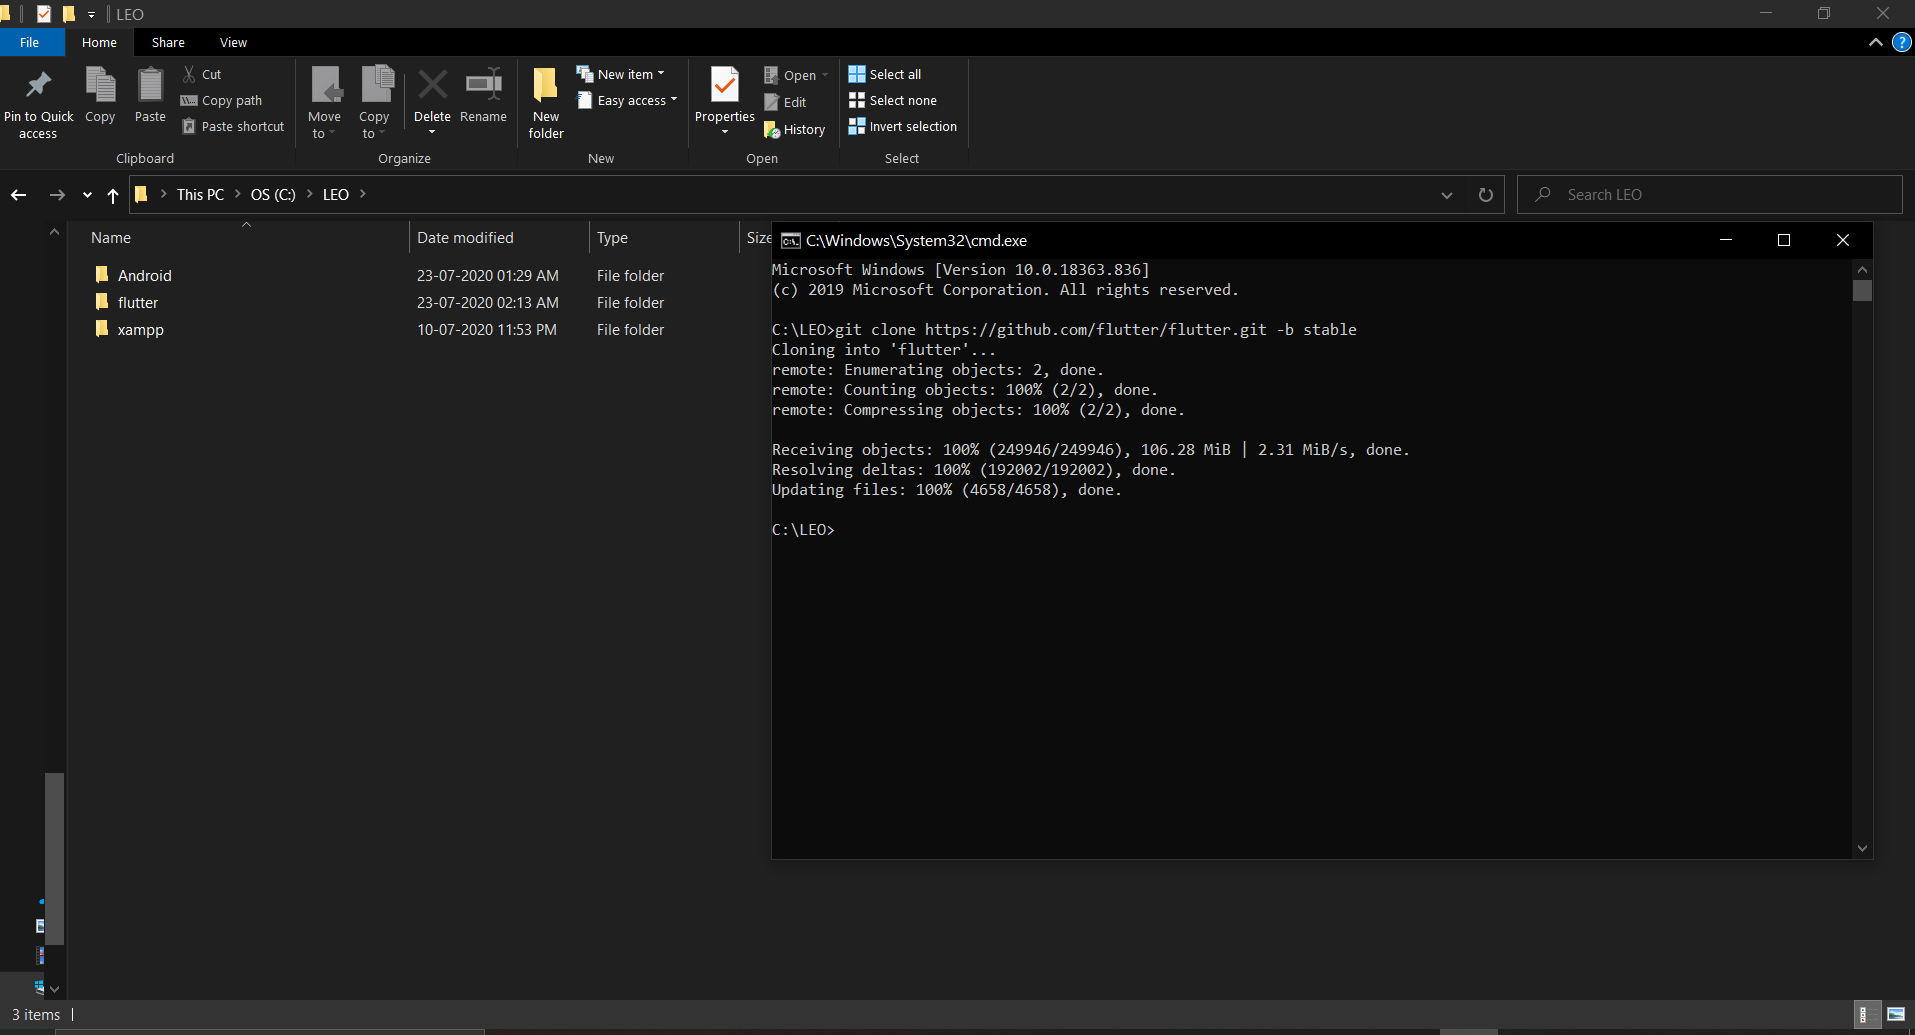 LEO
File Home Share View
Pin to Quick access
Copy
Paste
Cut
Copy path
Paste shortcut
Clipboard
Move to
Copy to
Delete
Rename
Organize
New folder
New item
Easy access
New
Properties
Open
Edit
History
Open
Select all
Select none
Invert selection
Select
This PC > OS (C:) > LEO >
Search LEO
Name Date modified Type Size
Android 23-07-2020 01:29 AM File folder
flutter 23-07-2020 02:13 AM File folder
xampp 10-07-2020 11:53 PM File folder
C:\Windows\System32\cmd.exe
Microsoft Windows [Version 10.0.18363.836]
(c) 2019 Microsoft Corporation. All rights reserved.
C:\LEO>git clone https://github.com/flutter/flutter.git -b stable
Cloning into 'flutter'...
remote: Enumerating objects: 2, done.
remote: Counting objects: 100% (2/2), done.
remote: Compressing objects: 100% (2/2), done.
Receiving objects: 100% (249946/249946), 106.28 MiB | 2.31 MiB/s, done.
Resolving deltas: 100% (192002/192002), done.
Updating files: 100% (4658/4658), done.
C:\LEO>
3 items